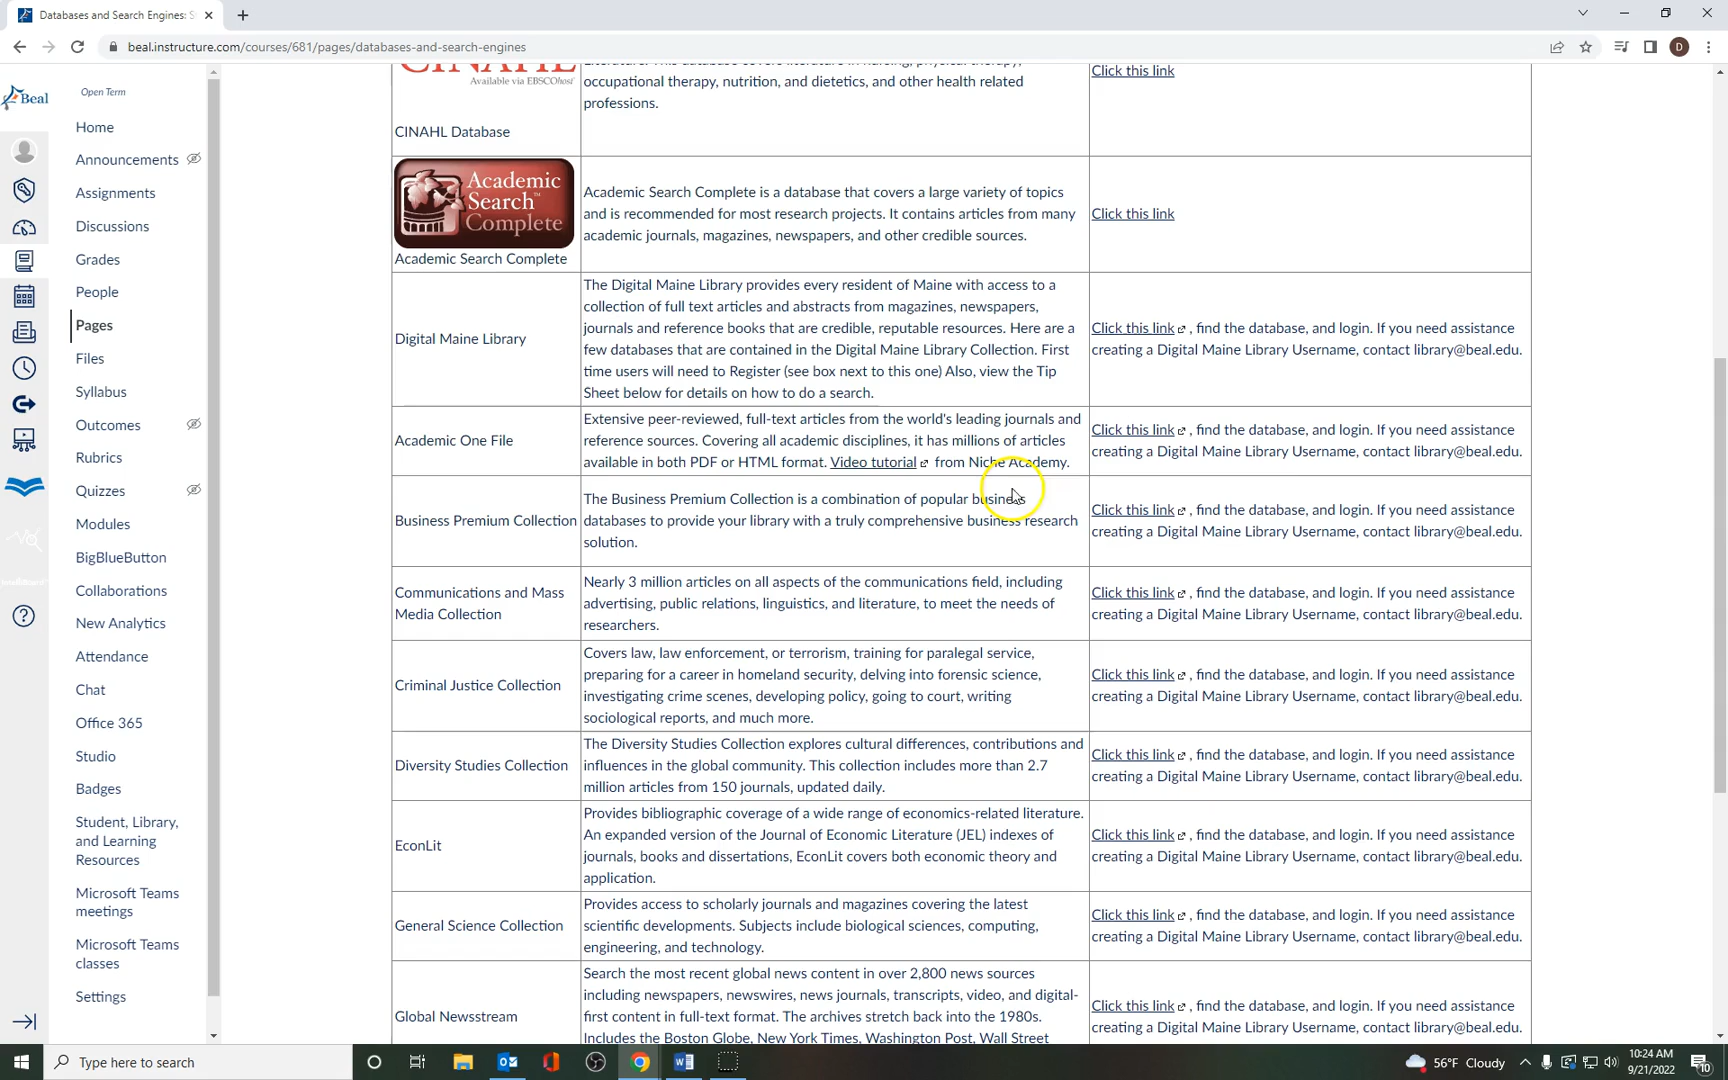 Databases and Search Engines: S
beal.instructure.com/courses/681/pages/databases-and-search-engines
D
Beal
Open Term
Home
Announcements
Assignments
Discussions
Grades
People
Pages
Files
Syllabus
Outcomes
Rubrics
Quizzes
Modules
BigBlueButton
Collaborations
New Analytics
Attendance
Chat
Office 365
Studio
Badges
Student, Library,
and Learning
Resources
Microsoft Teams
meetings
Microsoft Teams
classes
Settings
CINAHL
Available via EBSCOhost
CINAHL Database
Literature. This database covers literature in nursing, physical therapy,
occupational therapy, nutrition, and dietetics, and other health related
professions.
Click this link
Academic
Search™
Complete
Academic Search Complete
Academic Search Complete is a database that covers a large variety of topics
and is recommended for most research projects. It contains articles from many
academic journals, magazines, newspapers, and other credible sources.
Click this link
Digital Maine Library
The Digital Maine Library provides every resident of Maine with access to a
collection of full text articles and abstracts from magazines, newspapers,
journals and reference books that are credible, reputable resources. Here are a
few databases that are contained in the Digital Maine Library Collection. First
time users will need to Register (see box next to this one) Also, view the Tip
Sheet below for details on how to do a search.
Click this link , find the database, and login. If you need assistance
creating a Digital Maine Library Username, contact library@beal.edu.
Academic One File
Extensive peer-reviewed, full-text articles from the world's leading journals and
reference sources. Covering all academic disciplines, it has millions of articles
available in both PDF or HTML format. Video tutorial from Niche Academy.
Click this link , find the database, and login. If you need assistance
creating a Digital Maine Library Username, contact library@beal.edu.
Business Premium Collection
The Business Premium Collection is a combination of popular business
databases to provide your library with a truly comprehensive business research
solution.
Click this link , find the database, and login. If you need assistance
creating a Digital Maine Library Username, contact library@beal.edu.
Communications and Mass
Media Collection
Nearly 3 million articles on all aspects of the communications field, including
advertising, public relations, linguistics, and literature, to meet the needs of
researchers.
Click this link , find the database, and login. If you need assistance
creating a Digital Maine Library Username, contact library@beal.edu.
Criminal Justice Collection
Covers law, law enforcement, or terrorism, training for paralegal service,
preparing for a career in homeland security, delving into forensic science,
investigating crime scenes, developing policy, going to court, writing
sociological reports, and much more.
Click this link , find the database, and login. If you need assistance
creating a Digital Maine Library Username, contact library@beal.edu.
Diversity Studies Collection
The Diversity Studies Collection explores cultural differences, contributions and
influences in the global community. This collection includes more than 2.7
million articles from 150 journals, updated daily.
Click this link , find the database, and login. If you need assistance
creating a Digital Maine Library Username, contact library@beal.edu.
EconLit
Provides bibliographic coverage of a wide range of economics-related literature.
An expanded version of the Journal of Economic Literature (JEL) indexes of
journals, books and dissertations, EconLit covers both economic theory and
application.
Click this link , find the database, and login. If you need assistance
creating a Digital Maine Library Username, contact library@beal.edu.
General Science Collection
Provides access to scholarly journals and magazines covering the latest
scientific developments. Subjects include biological sciences, computing,
engineering, and technology.
Click this link , find the database, and login. If you need assistance
creating a Digital Maine Library Username, contact library@beal.edu.
Global Newsstream
Search the most recent global news content in over 2,800 news sources
including newspapers, newswires, news journals, transcripts, video, and digital-
first content in full-text format. The archives stretch back into the 1980s.
Includes the Boston Globe, New York Times, Washington Post, Wall Street
Click this link , find the database, and login. If you need assistance
creating a Digital Maine Library Username, contact library@beal.edu.
Type here to search
56°F Cloudy
10:24 AM
9/21/2022
10